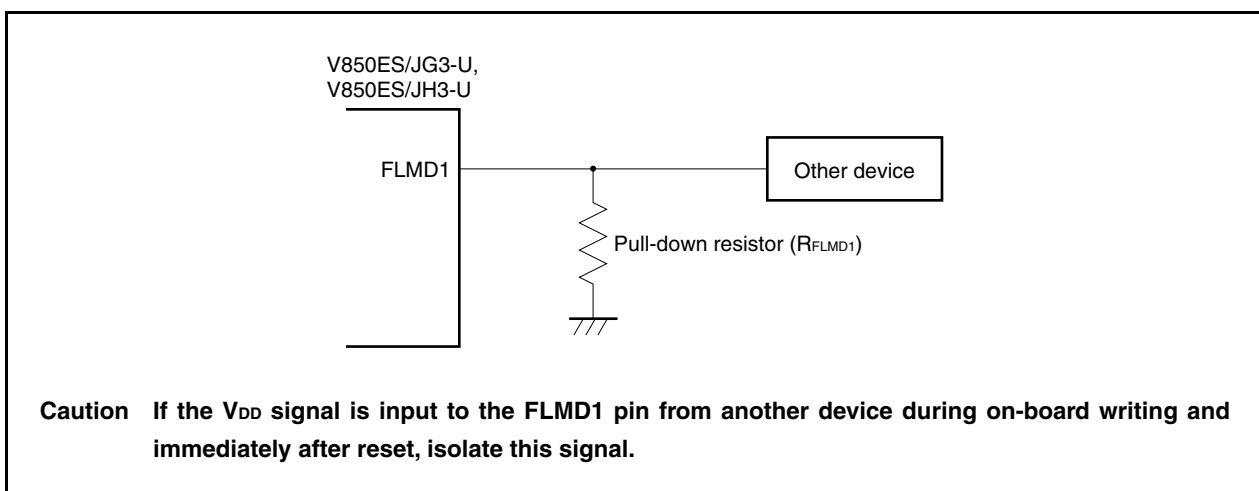 V850ES/JG3-U,
V850ES/JH3-U
FLMD1
Other device
Pull-down resistor (RFLMD1)
Caution If the VDD signal is input to the FLMD1 pin from another device during on-board writing and
immediately after reset, isolate this signal.